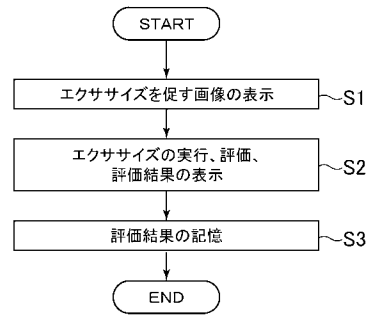 START
エクササイズを促す画像の表示
S1
エクササイズの実行、評価、
評価結果の表示
S2
評価結果の記憶
S3
END